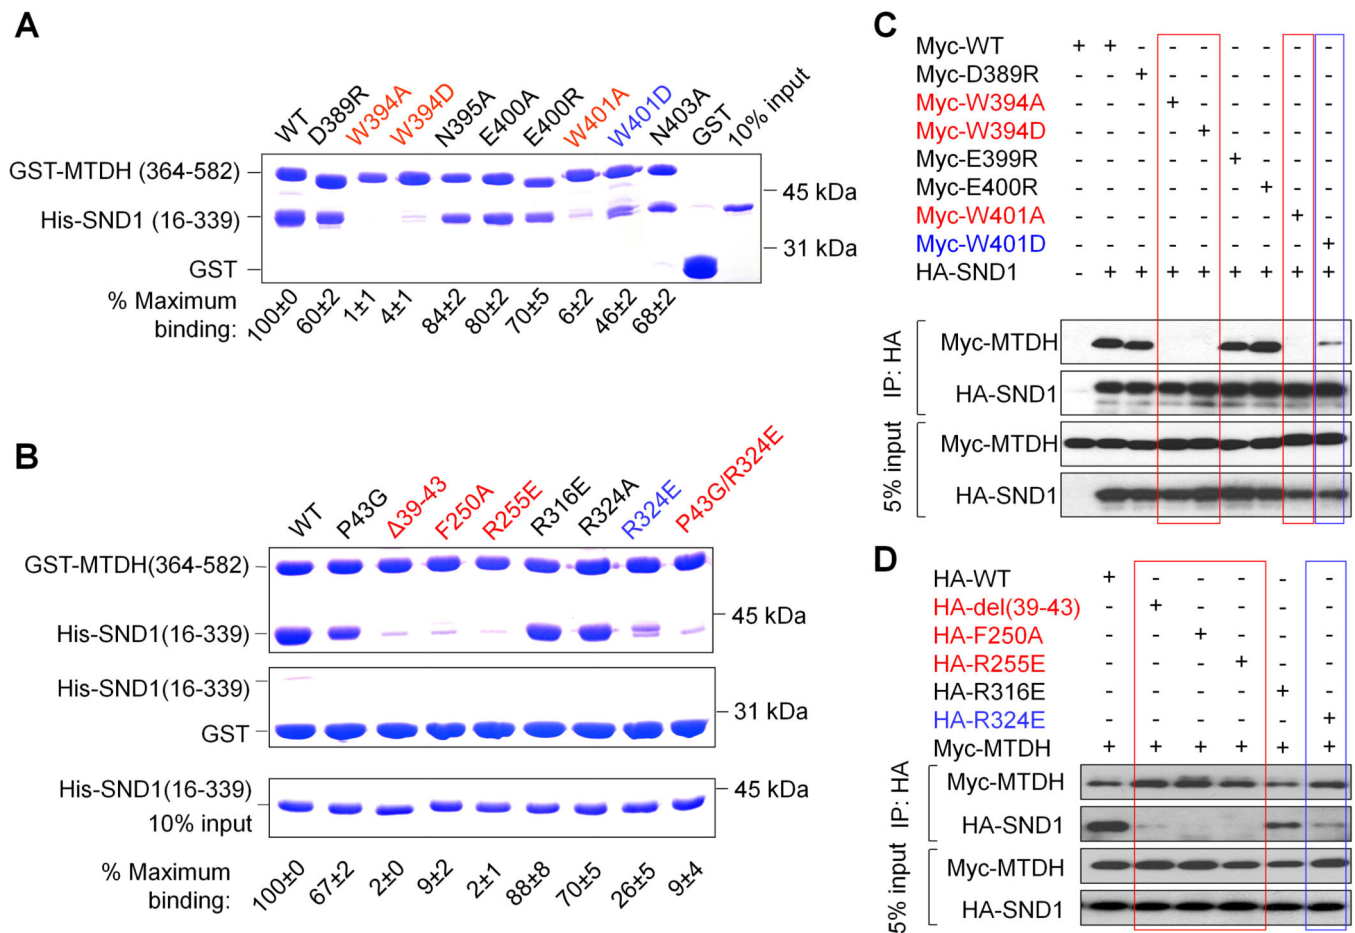 A
WT D389R W394A W394D N395A E400A E400R W401A W401D N403A GST 10% input
GST-MTDH (364-582)
45 kDa
His-SND1 (16-339)
31 kDa
GST
% Maximum binding: 100±0 60±2 1±1 4±1 84±2 80±2 70±5 6±2 46±2 68±2
B
WT P43G Δ39-43 F250A R255E R316E R324A R324E P43G/R324E
GST-MTDH(364-582)
45 kDa
His-SND1(16-339)
His-SND1(16-339)
31 kDa
GST
His-SND1(16-339)
45 kDa
10% input
% Maximum binding: 100±0 67±2 2±0 9±2 2±1 88±8 70±5 26±5 9±4
C
Myc-WT + + - - - - - - -
Myc-D389R - - + - - - - - -
Myc-W394A - - - + - - - - -
Myc-W394D - - - - + - - - -
Myc-E399R - - - - - + - - -
Myc-E400R - - - - - - + - -
Myc-W401A - - - - - - - + -
Myc-W401D - - - - - - - - +
HA-SND1 - + + + + + + + +
IP: HA
Myc-MTDH
HA-SND1
5% input
Myc-MTDH
HA-SND1
D
HA-WT + - - - - -
HA-del(39-43) - + - - - -
HA-F250A - - + - - -
HA-R255E - - - + - -
HA-R316E - - - - + -
HA-R324E - - - - - +
Myc-MTDH + + + + + +
IP: HA
Myc-MTDH
HA-SND1
5% input
Myc-MTDH
HA-SND1